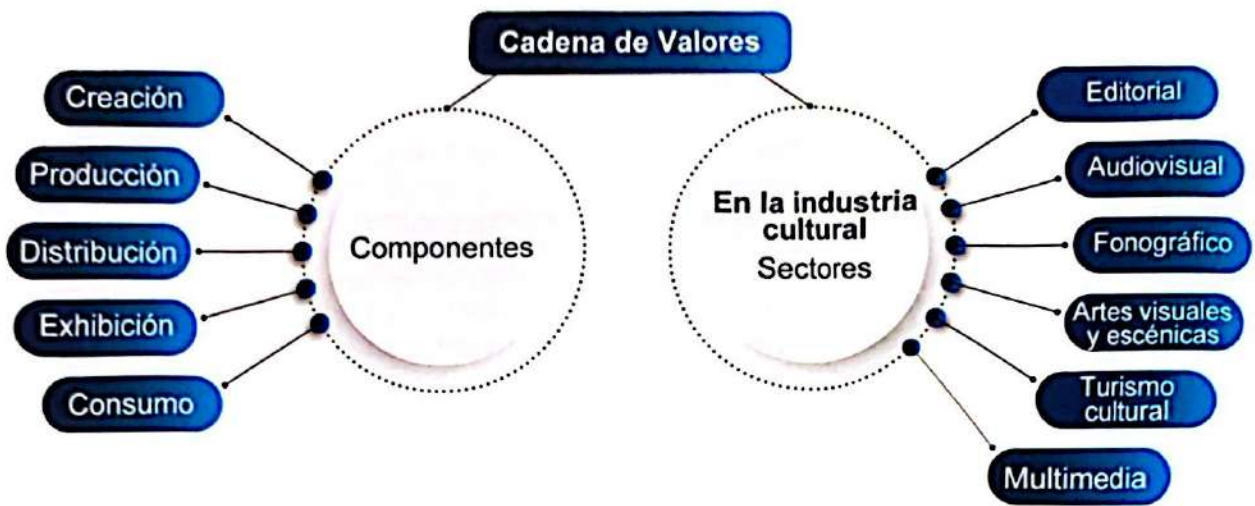 Cadena de Valores
Creación
Producción
Distribución
Exhibición
Consumo
Componentes
En la industria
cultural
Sectores
Editorial
Audiovisual
Fonográfico
Artes visuales
y escénicas
Turismo
cultural
Multimedia